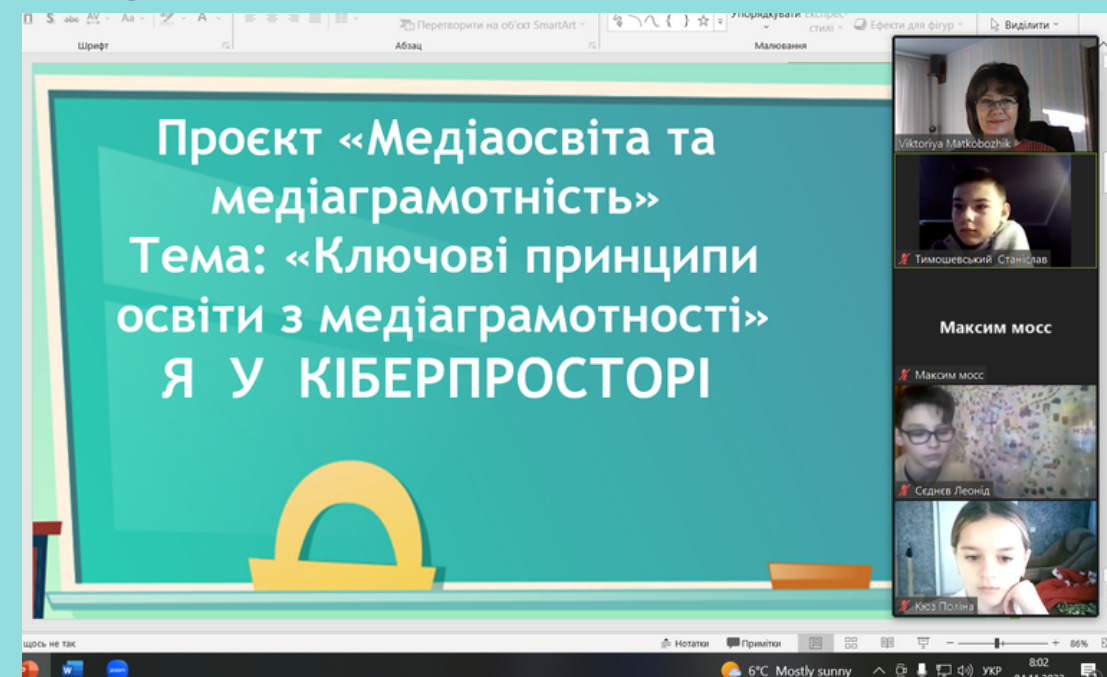 Перетворити на об'єкт SmartArt
Упорядкувати
Експрес-
стилі
Ефекти для фігур
Виділити
Шрифт
Абзац
Малювання
Проєкт «Медіаосвіта та
медіаграмотність»
Тема: «Ключові принципи
освіти з медіаграмотності»
Я У КІБЕРПРОСТОРІ
Viktoriya Matkobozhik
Тимошевський Станіслав
Максим мосс
Максим мосс
Сєднєв Леонід
Кюз Поліна
щось не так
Нотатки
Примітки
86%
6°C Mostly sunny
УКР
8:02